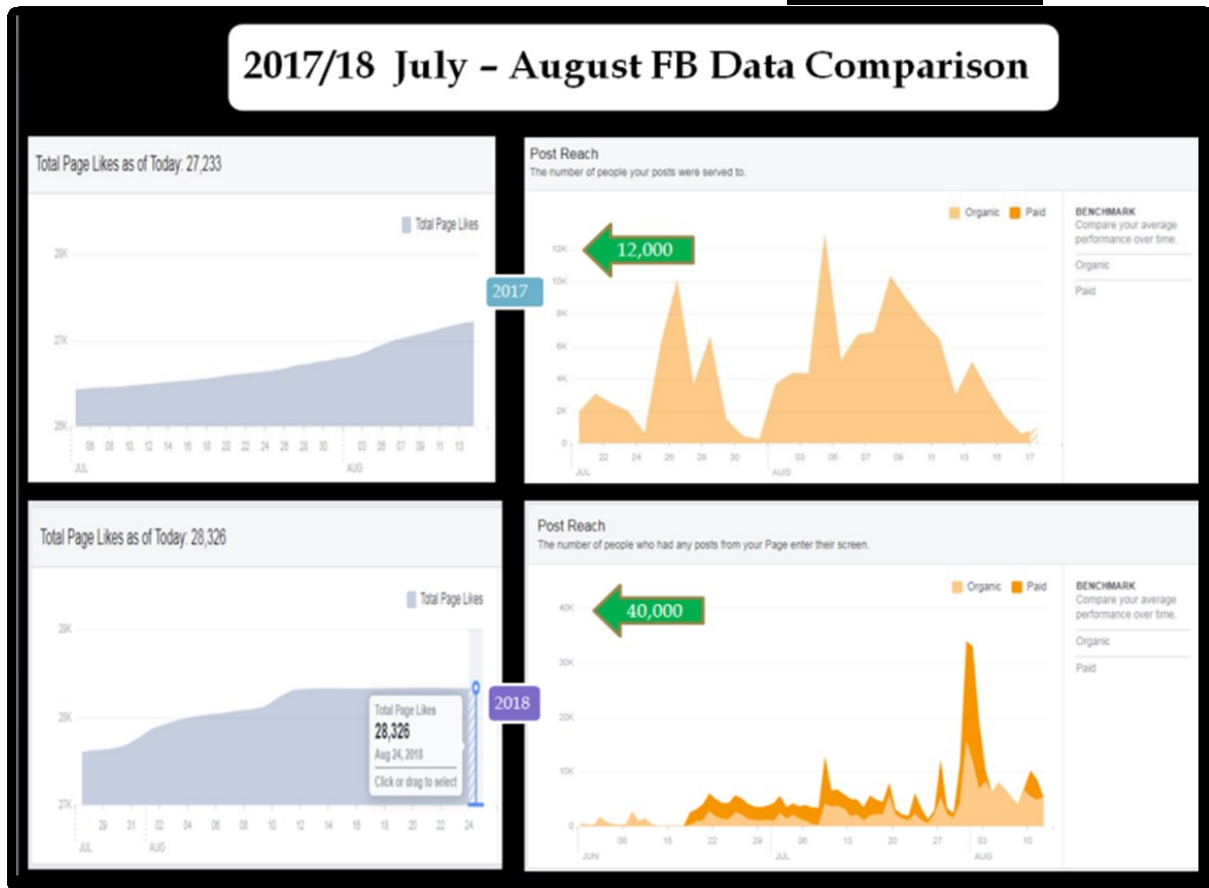 2017/18 July – August FB Data Comparison
Total Page Likes as of Today: 27,233
Total Page Likes
28K
27K
26K
06 08 10 12 14 16 18 20 22 24 26 28 30 03 05 07 09 11 13
JUL AUG
2017
Post Reach
The number of people your posts were served to.
Organic Paid
BENCHMARK
Compare your average
performance over time.
Organic
Paid
12,000
12K
10K
8K
6K
4K
2K
0
22 24 26 28 30 03 05 07 09 11 13 15 17
JUL AUG
Total Page Likes as of Today: 28,326
Total Page Likes
29K
28K
27K
Total Page Likes
28,326
Aug 24, 2018
Click or drag to select
29 31 02 04 06 08 10 12 14 16 18 20 22 24
JUL AUG
2018
Post Reach
The number of people who had any posts from your Page enter their screen.
Organic Paid
BENCHMARK
Compare your average
performance over time.
Organic
Paid
40,000
40K
30K
20K
10K
0
08 15 22 29 06 13 20 27 03 10
JUN JUL AUG